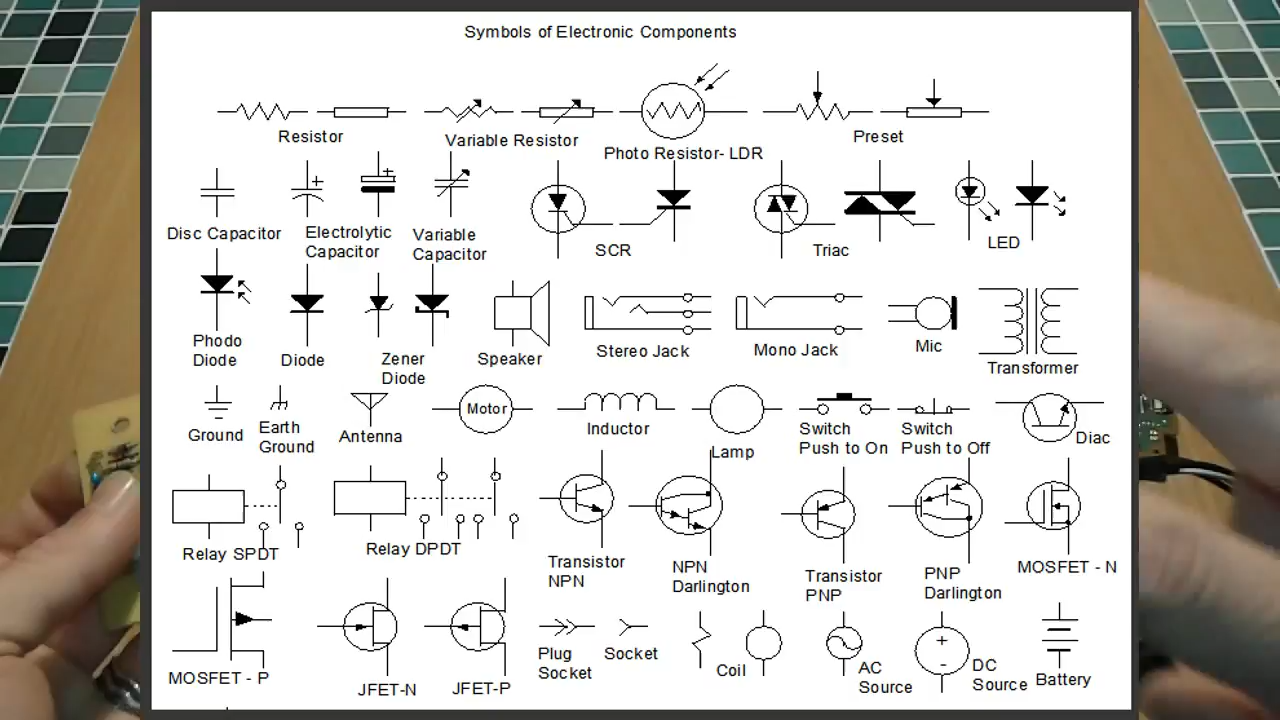 Symbols of Electronic Components
Resistor
Variable Resistor
Photo Resistor- LDR
Preset
Disc Capacitor
Electrolytic
Capacitor
Variable
Capacitor
SCR
Triac
LED
Phodo
Diode
Diode
Zener
Diode
Speaker
Stereo Jack
Mono Jack
Mic
Transformer
Ground
Earth
Ground
Antenna
Motor
Inductor
Lamp
Switch
Push to On
Switch
Push to Off
Diac
Relay SPDT
Relay DPDT
Transistor
NPN
NPN
Darlington
Transistor
PNP
PNP
Darlington
MOSFET - N
MOSFET - P
JFET-N
JFET-P
Plug
Socket
Socket
Coil
AC
Source
+
-
DC
Source
Battery